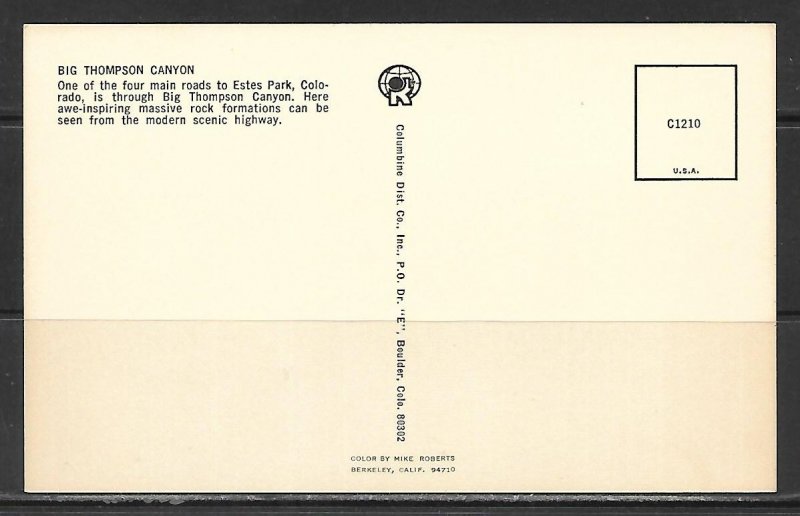 BIG THOMPSON CANYON
One of the four main roads to Estes Park, Colo-
rado, is through Big Thompson Canyon. Here
awe-inspiring massive rock formations can be
seen from the modern scenic highway.
R
Columbine Dist. Co., Inc., P.O. Dr. "E", Boulder, Colo. 80302
C1210
U.S.A.
COLOR BY MIKE ROBERTS
BERKELEY, CALIF. 94710